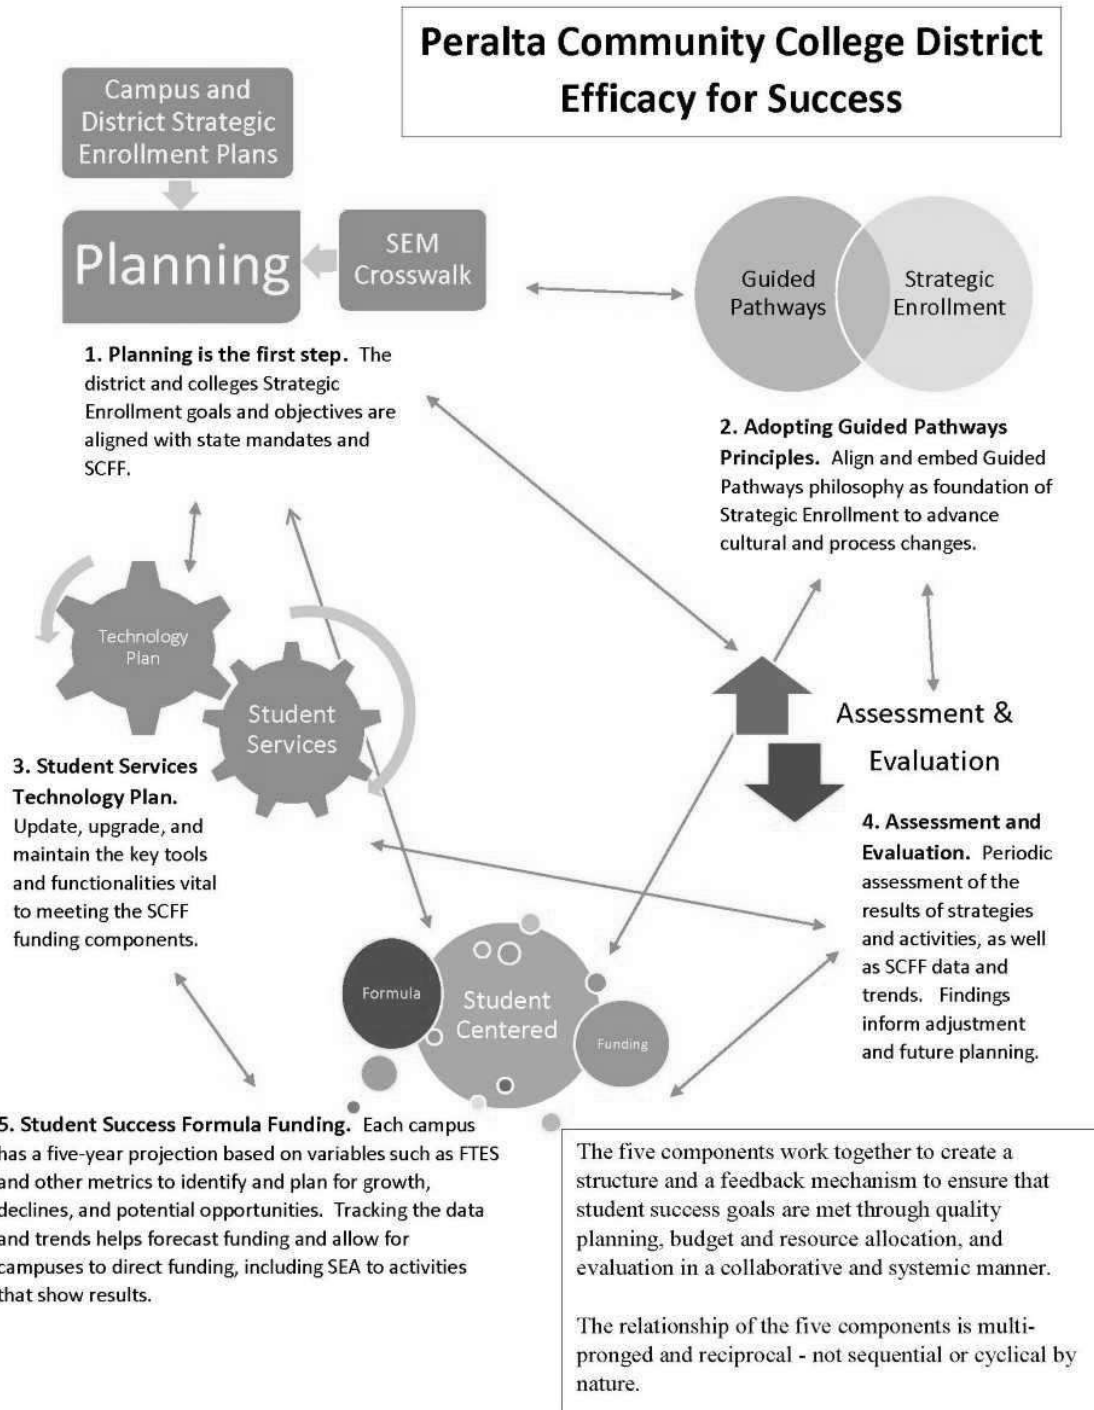 Peralta Community College District
Efficacy for Success
Campus and
District Strategic
Enrollment Plans
Planning
SEM
Crosswalk
Guided
Pathways
Strategic
Enrollment
1. Planning is the first step. The
district and colleges Strategic
Enrollment goals and objectives are
aligned with state mandates and
SCFF.
2. Adopting Guided Pathways
Principles. Align and embed Guided
Pathways philosophy as foundation of
Strategic Enrollment to advance
cultural and process changes.
Technology
Plan
Student
Services
3. Student Services
Technology Plan.
Update, upgrade, and
maintain the key tools
and functionalities vital
to meeting the SCFF
funding components.
Assessment &
Evaluation
4. Assessment and
Evaluation. Periodic
assessment of the
results of strategies
and activities, as well
as SCFF data and
trends. Findings
inform adjustment
and future planning.
Formula
Student
Centered
Funding
5. Student Success Formula Funding. Each campus
has a five-year projection based on variables such as FTES
and other metrics to identify and plan for growth,
declines, and potential opportunities. Tracking the data
and trends helps forecast funding and allow for
campuses to direct funding, including SEA to activities
that show results.
The five components work together to create a
structure and a feedback mechanism to ensure that
student success goals are met through quality
planning, budget and resource allocation, and
evaluation in a collaborative and systemic manner.
The relationship of the five components is multi-
pronged and reciprocal - not sequential or cyclical by
nature.